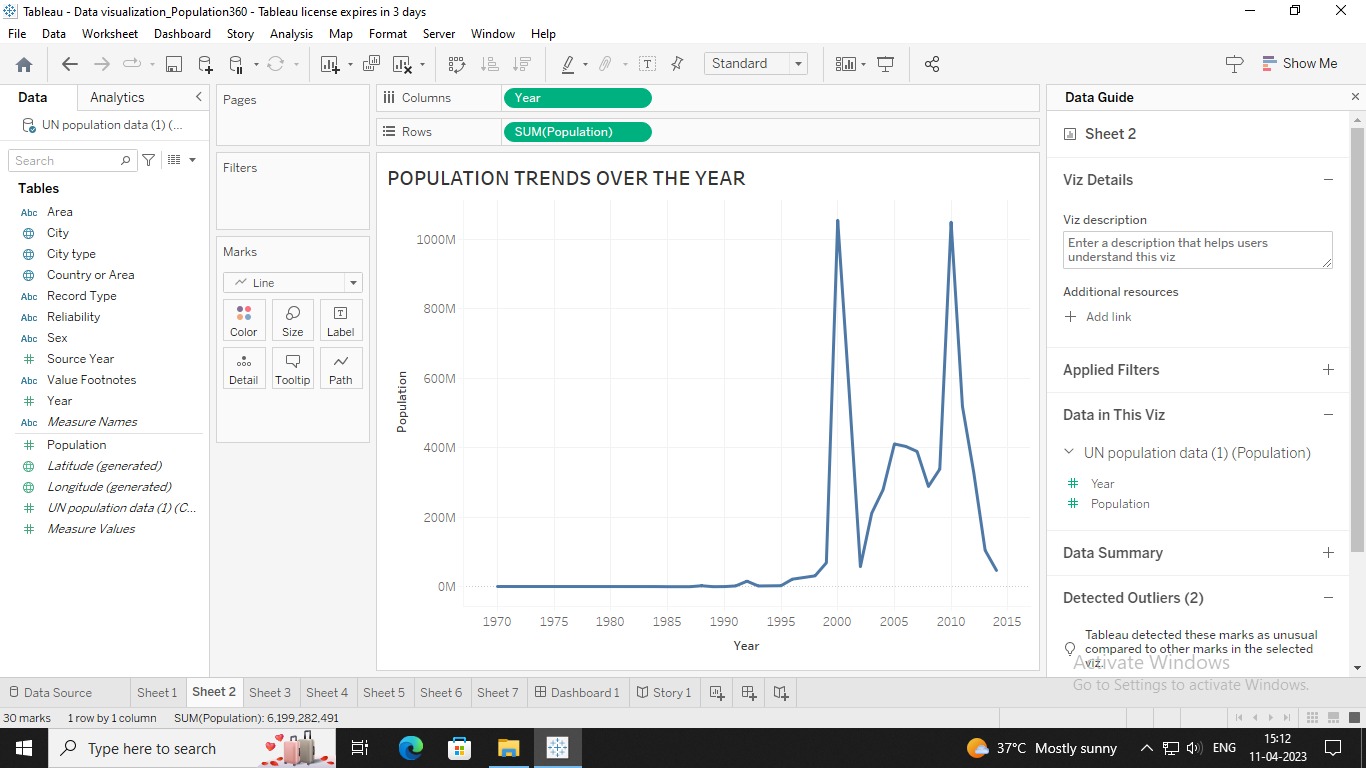 Tableau - Data visualization_Population360 - Tableau license expires in 3 days
File Data Worksheet Dashboard Story Analysis Map Format Server Window Help
Standard
Show Me
Data Analytics
UN population data (1) (...
Search
Tables
Abc Area
City
City type
Country or Area
Abc Record Type
Abc Reliability
Abc Sex
# Source Year
Abc Value Footnotes
# Year
Abc Measure Names
# Population
Latitude (generated)
Longitude (generated)
# UN population data (1) (C...
# Measure Values
Pages
Filters
Marks
Line
Color Size Label
Detail Tooltip Path
Columns Year
Rows SUM(Population)
POPULATION TRENDS OVER THE YEAR
1000M
800M
600M
400M
200M
0M
Population
1970 1975 1980 1985 1990 1995 2000 2005 2010 2015
Year
Data Guide
Sheet 2
Viz Details
Viz description
Enter a description that helps users
understand this viz
Additional resources
+ Add link
Applied Filters
Data in This Viz
UN population data (1) (Population)
# Year
# Population
Data Summary
Detected Outliers (2)
Tableau detected these marks as unusual
compared to other marks in the selected
viz.
Activate Windows
Go to Settings to activate Windows.
Data Source Sheet 1 Sheet 2 Sheet 3 Sheet 4 Sheet 5 Sheet 6 Sheet 7 Dashboard 1 Story 1
30 marks 1 row by 1 column SUM(Population): 6,199,282,491
Type here to search
37°C Mostly sunny
ENG
15:12
11-04-2023